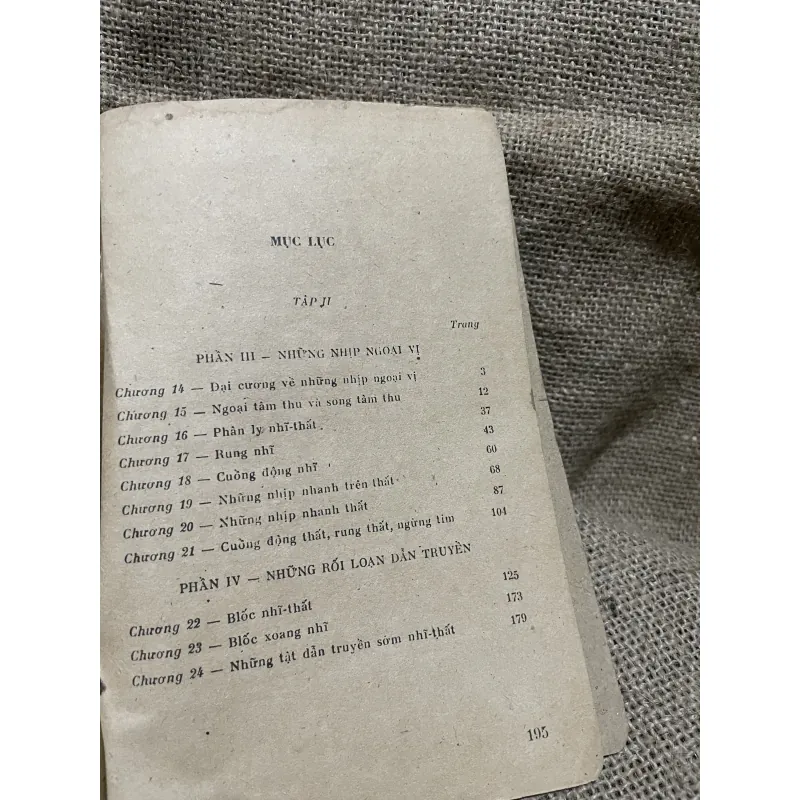 MỤC LỤC
TẬP II
Trang
PHẦN III — NHỮNG NHỊP NGOẠI VỊ
Chương 14 — Đại cương về những nhịp ngoại vị 3
Chương 15 — Ngoại tâm thu và song tâm thu 12
Chương 16 — Phân ly nhĩ-thất 37
Chương 17 — Rung nhĩ 43
Chương 18 — Cuồng động nhĩ 60
Chương 19 — Những nhịp nhanh trên thất 68
Chương 20 — Những nhịp nhanh thất 87
Chương 21 — Cuồng động thất, rung thất, ngừng tim 104
PHẦN IV — NHỮNG RỐI LOẠN DẪN TRUYỀN
Chương 22 — Blốc nhĩ-thất 125
Chương 23 — Blốc xoang nhĩ 173
Chương 24 — Những tật dẫn truyền sớm nhĩ-thất 179
195